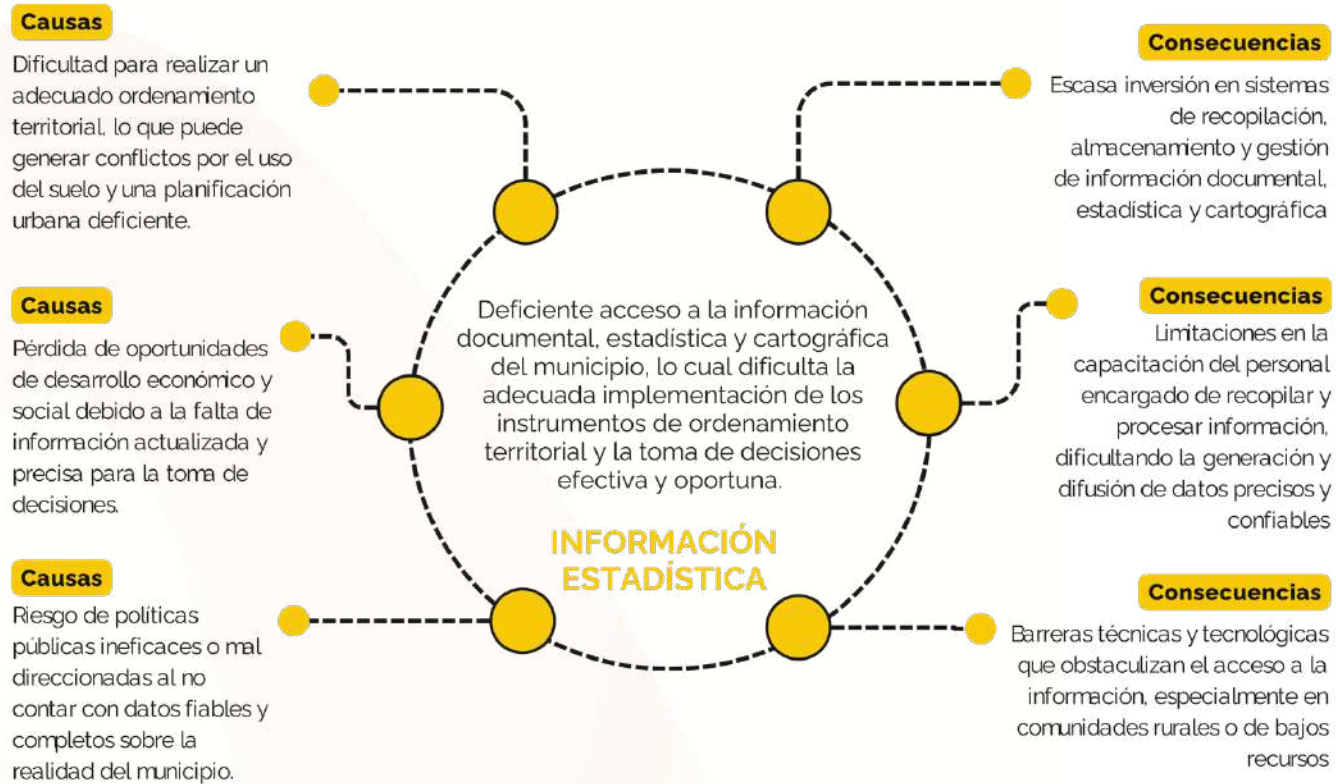 Causas
Dificultad para realizar un
adecuado ordenamiento
territorial, lo que puede
generar conflictos por el uso
del suelo y una planificación
urbana deficiente.
Causas
Pérdida de oportunidades
de desarrollo económico y
social debido a la falta de
información actualizada y
precisa para la toma de
decisiones.
Causas
Riesgo de políticas
públicas ineficaces o mal
direccionadas al no
contar con datos fiables y
completos sobre la
realidad del municipio.
Deficiente acceso a la información
documental, estadística y cartográfica
del municipio, lo cual dificulta la
adecuada implementación de los
instrumentos de ordenamiento
territorial y la toma de decisiones
efectiva y oportuna.
INFORMACIÓN
ESTADÍSTICA
Consecuencias
Escasa inversión en sistemas
de recopilación,
almacenamiento y gestión
de información documental,
estadística y cartográfica
Consecuencias
Limitaciones en la
capacitación del personal
encargado de recopilar y
procesar información,
dificultando la generación y
difusión de datos precisos y
confiables
Consecuencias
Barreras técnicas y tecnológicas
que obstaculizan el acceso a la
información, especialmente en
comunidades rurales o de bajos
recursos